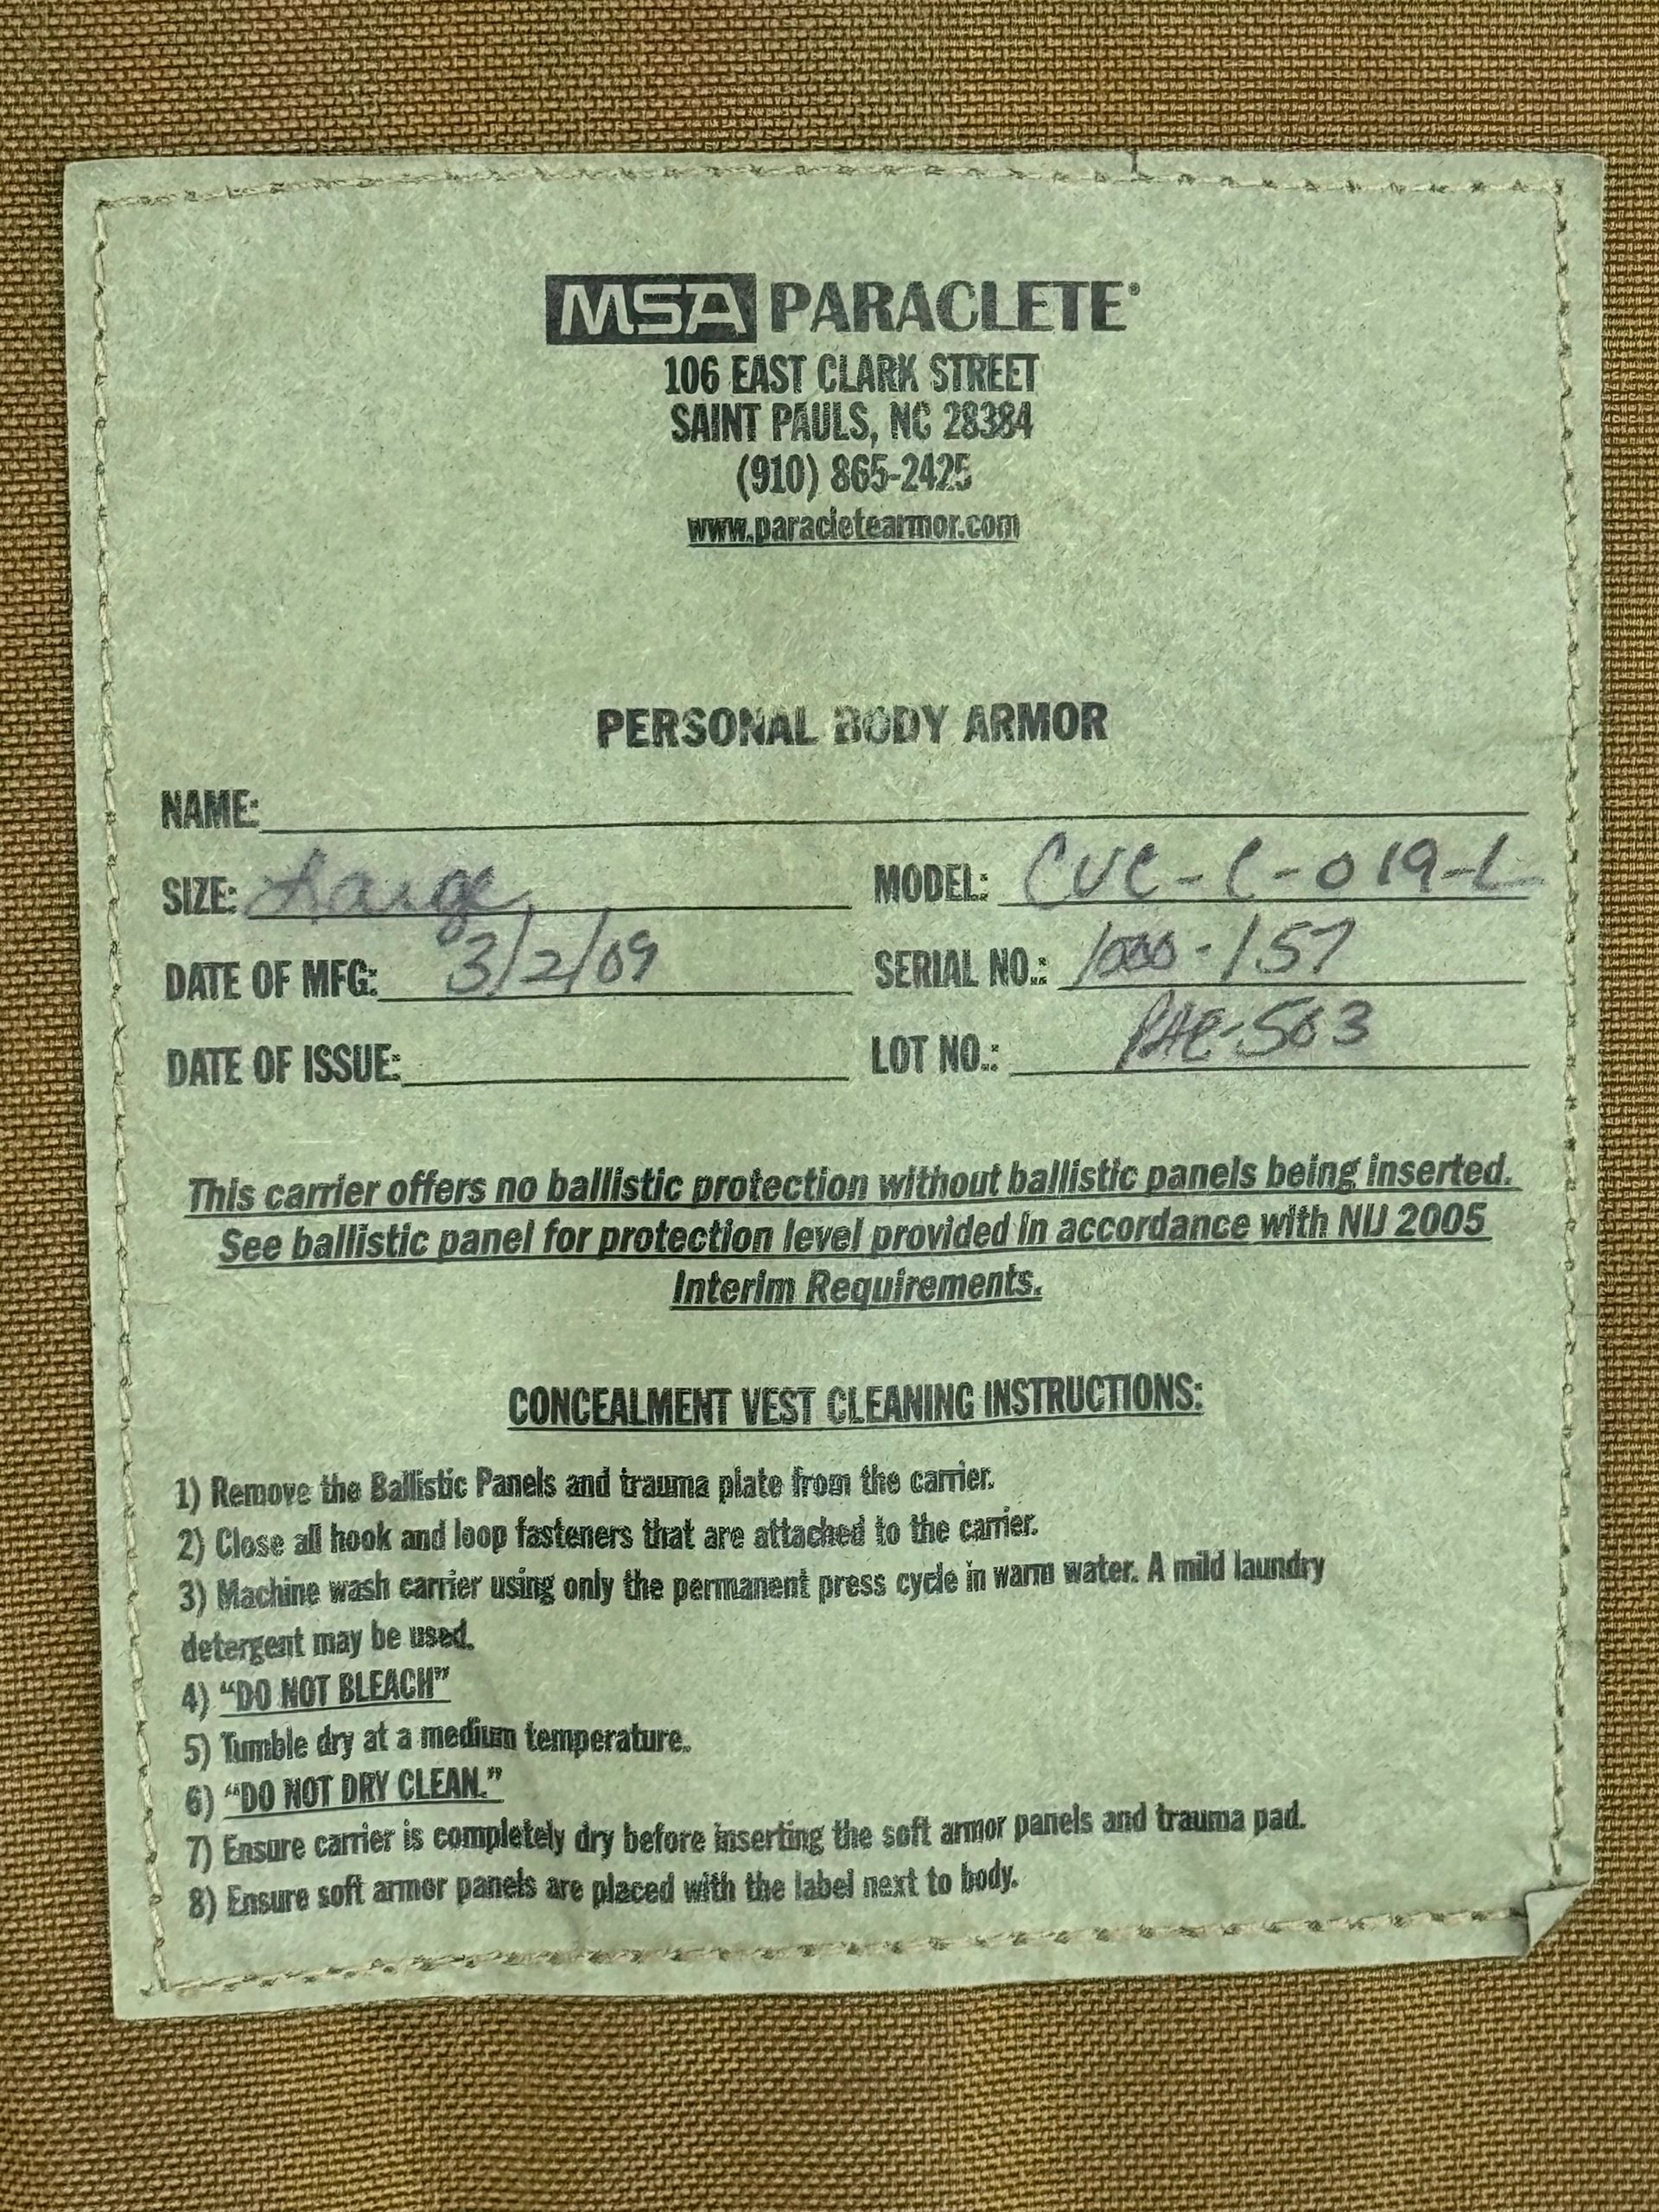 MSA PARACLETE®
106 EAST CLARK STREET
SAINT PAULS, NC 28384
(910) 865-2425
www.paracletearmor.com
PERSONAL BODY ARMOR
NAME:
SIZE: Large MODEL: CVC-C-019-L
DATE OF MFG: 3/2/09 SERIAL NO.: 1000-157
DATE OF ISSUE: LOT NO.: PAC-503
This carrier offers no ballistic protection without ballistic panels being inserted.
See ballistic panel for protection level provided in accordance with NIJ 2005
Interim Requirements.
CONCEALMENT VEST CLEANING INSTRUCTIONS:
1) Remove the Ballistic Panels and trauma plate from the carrier.
2) Close all hook and loop fasteners that are attached to the carrier.
3) Machine wash carrier using only the permanent press cycle in warm water. A mild laundry
detergent may be used.
4) “DO NOT BLEACH”
5) Tumble dry at a medium temperature.
6) “DO NOT DRY CLEAN.”
7) Ensure carrier is completely dry before inserting the soft armor panels and trauma pad.
8) Ensure soft armor panels are placed with the label next to body.